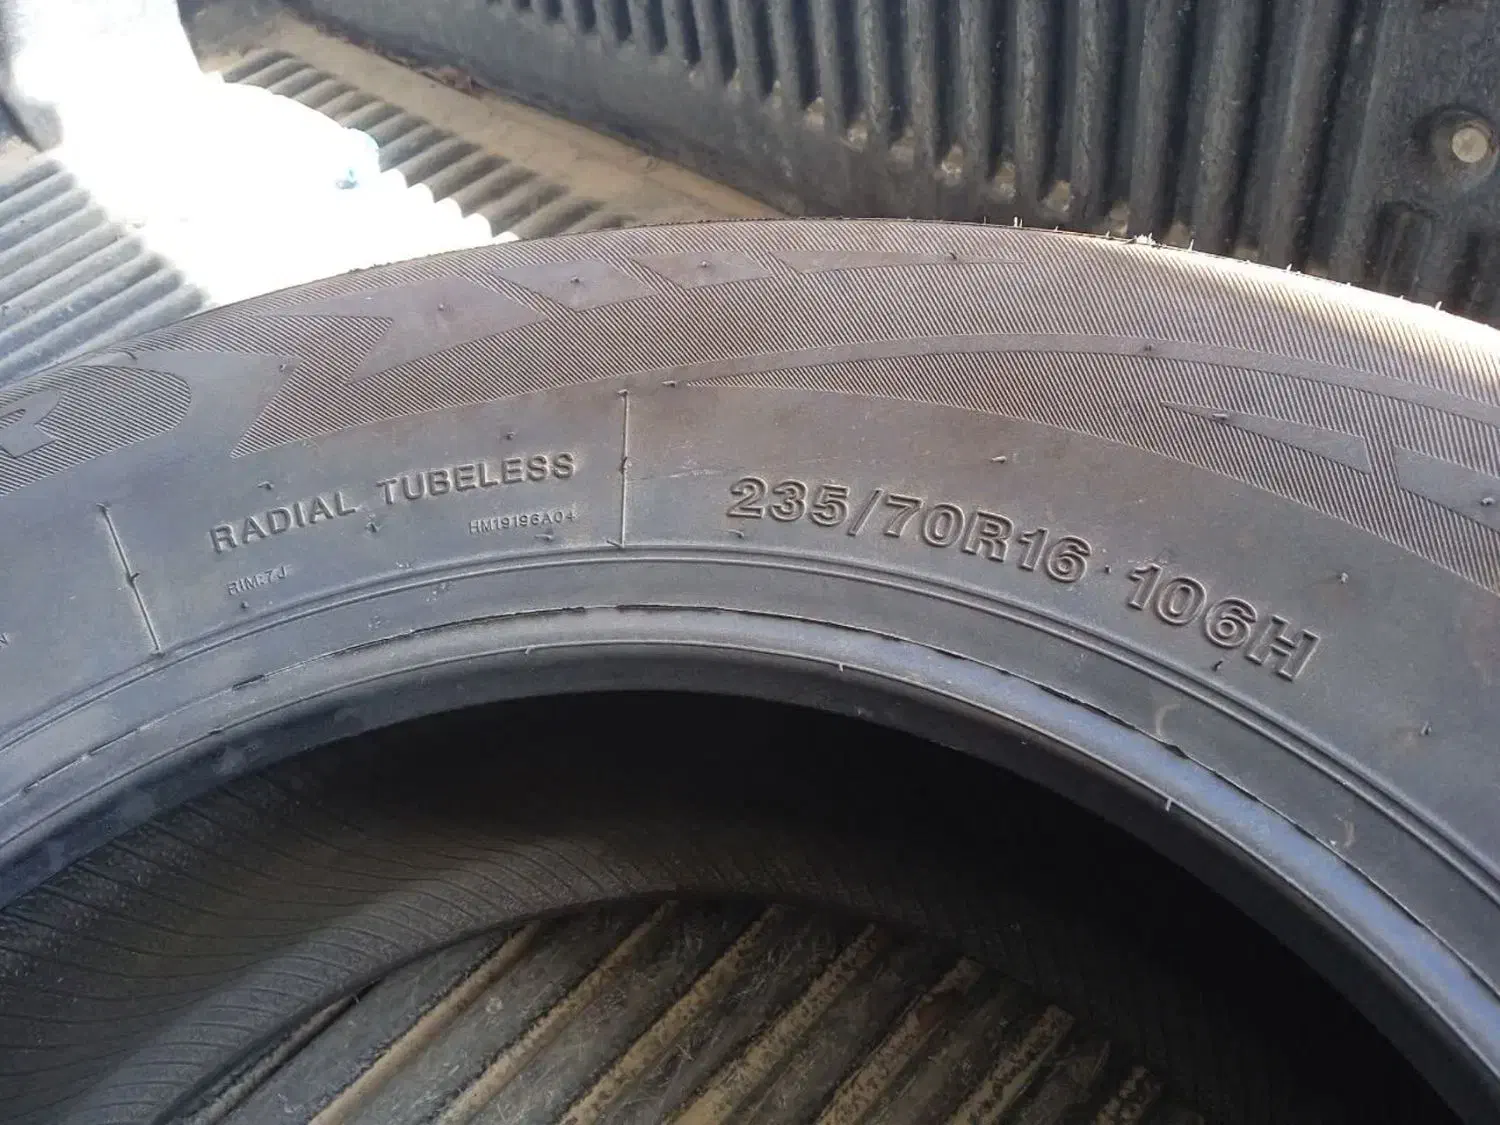 RADIAL TUBELESS
HM19196A04
RIM:7J
235/70R16 106H